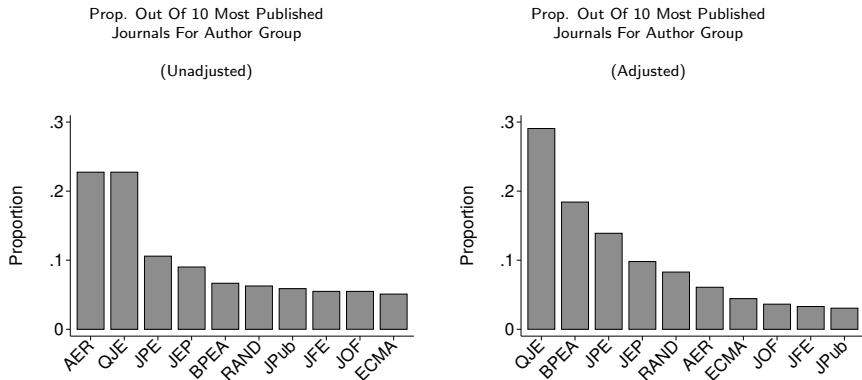 Prop. Out Of 10 Most Published
Journals For Author Group
(Unadjusted)
.3
.2
.1
0
Proportion
AER QJE JPE JEP BPEA RAND JPub JFE JOF ECMA
Prop. Out Of 10 Most Published
Journals For Author Group
(Adjusted)
.3
.2
.1
0
Proportion
QJE BPEA JPE JEP RAND AER ECMA JOF JFE JPub